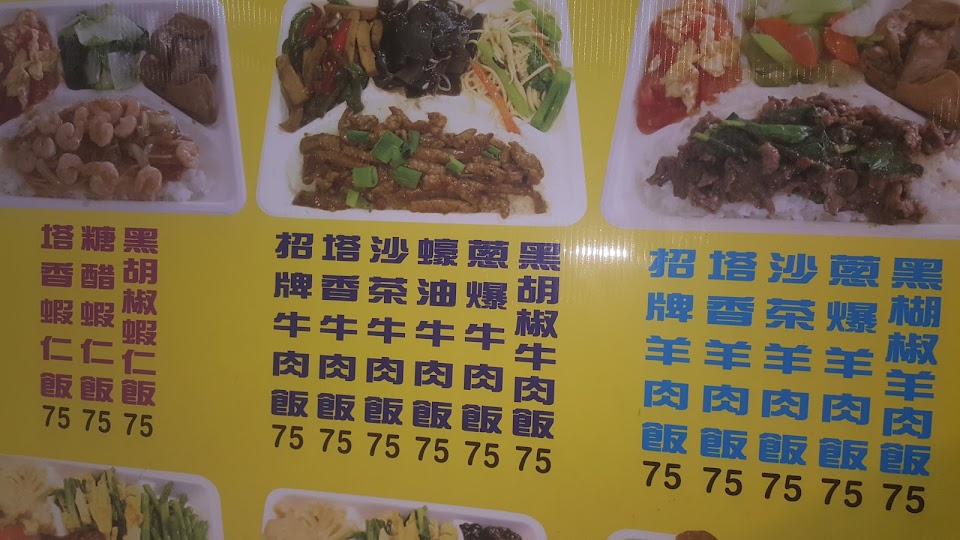 塔香蝦仁飯 75
糖醋蝦仁飯 75
黑胡椒蝦仁飯 75
招牌牛肉飯 75
塔香牛肉飯 75
沙茶牛肉飯 75
蠔油牛肉飯 75
蔥爆牛肉飯 75
黑胡椒牛肉飯 75
招牌羊肉飯 75
塔香羊肉飯 75
沙茶羊肉飯 75
蔥爆羊肉飯 75
黑楜椒羊肉飯 75